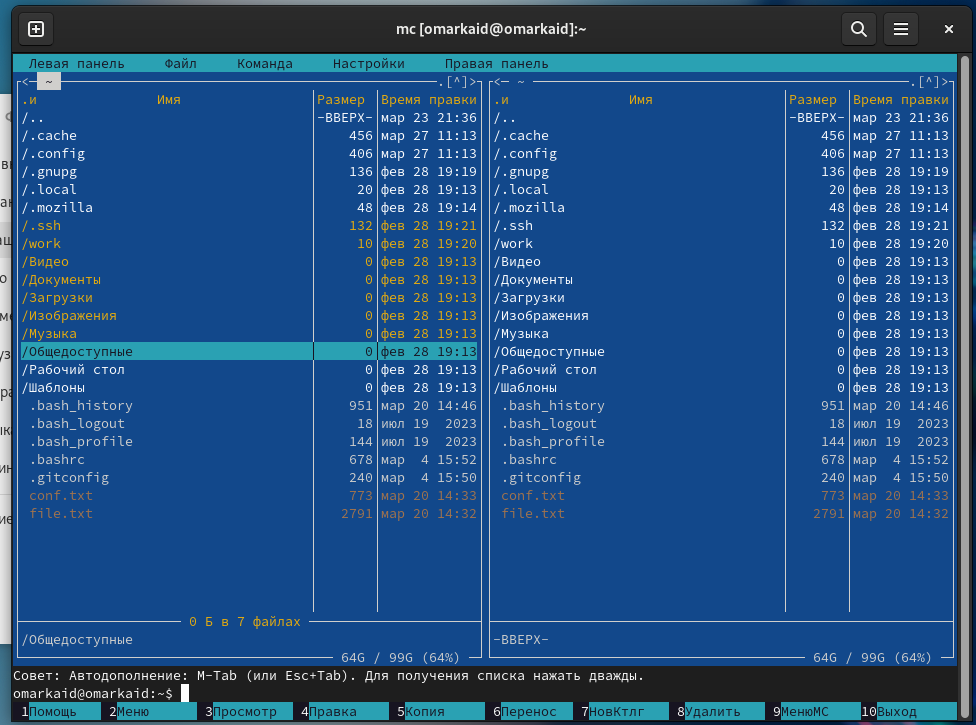 mc [omarkaid@omarkaid]:~
Левая панель Файл Команда Настройки Правая панель
<─ ~ ─.[^]> <─ ~ ─.[^]>
.и Имя Размер Время правки .и Имя Размер Время правки
/.. -ВВЕРХ- мар 23 21:36 /.. -ВВЕРХ- мар 23 21:36
/.cache 456 мар 27 11:13 /.cache 456 мар 27 11:13
/.config 406 мар 27 11:13 /.config 406 мар 27 11:13
/.gnupg 136 фев 28 19:19 /.gnupg 136 фев 28 19:19
/.local 20 фев 28 19:13 /.local 20 фев 28 19:13
/.mozilla 48 фев 28 19:14 /.mozilla 48 фев 28 19:14
/.ssh 132 фев 28 19:21 /.ssh 132 фев 28 19:21
/work 10 фев 28 19:20 /work 10 фев 28 19:20
/Видео 0 фев 28 19:13 /Видео 0 фев 28 19:13
/Документы 0 фев 28 19:13 /Документы 0 фев 28 19:13
/Загрузки 0 фев 28 19:13 /Загрузки 0 фев 28 19:13
/Изображения 0 фев 28 19:13 /Изображения 0 фев 28 19:13
/Музыка 0 фев 28 19:13 /Музыка 0 фев 28 19:13
/Общедоступные 0 фев 28 19:13 /Общедоступные 0 фев 28 19:13
/Рабочий стол 0 фев 28 19:13 /Рабочий стол 0 фев 28 19:13
/Шаблоны 0 фев 28 19:13 /Шаблоны 0 фев 28 19:13
.bash_history 951 мар 20 14:46 .bash_history 951 мар 20 14:46
.bash_logout 18 июл 19 2023 .bash_logout 18 июл 19 2023
.bash_profile 144 июл 19 2023 .bash_profile 144 июл 19 2023
.bashrc 678 мар 4 15:52 .bashrc 678 мар 4 15:52
.gitconfig 240 мар 4 15:50 .gitconfig 240 мар 4 15:50
conf.txt 773 мар 20 14:33 conf.txt 773 мар 20 14:33
file.txt 2791 мар 20 14:32 file.txt 2791 мар 20 14:32
0 Б в 7 файлах
/Общедоступные -ВВЕРХ-
64G / 99G (64%) 64G / 99G (64%)
Совет: Автодополнение: M-Tab (или Esc+Tab). Для получения списка нажать дважды.
omarkaid@omarkaid:~$
1Помощь 2Меню 3Просмотр 4Правка 5Копия 6Перенос 7НовКтлг 8Удалить 9МенюMC 10Выход